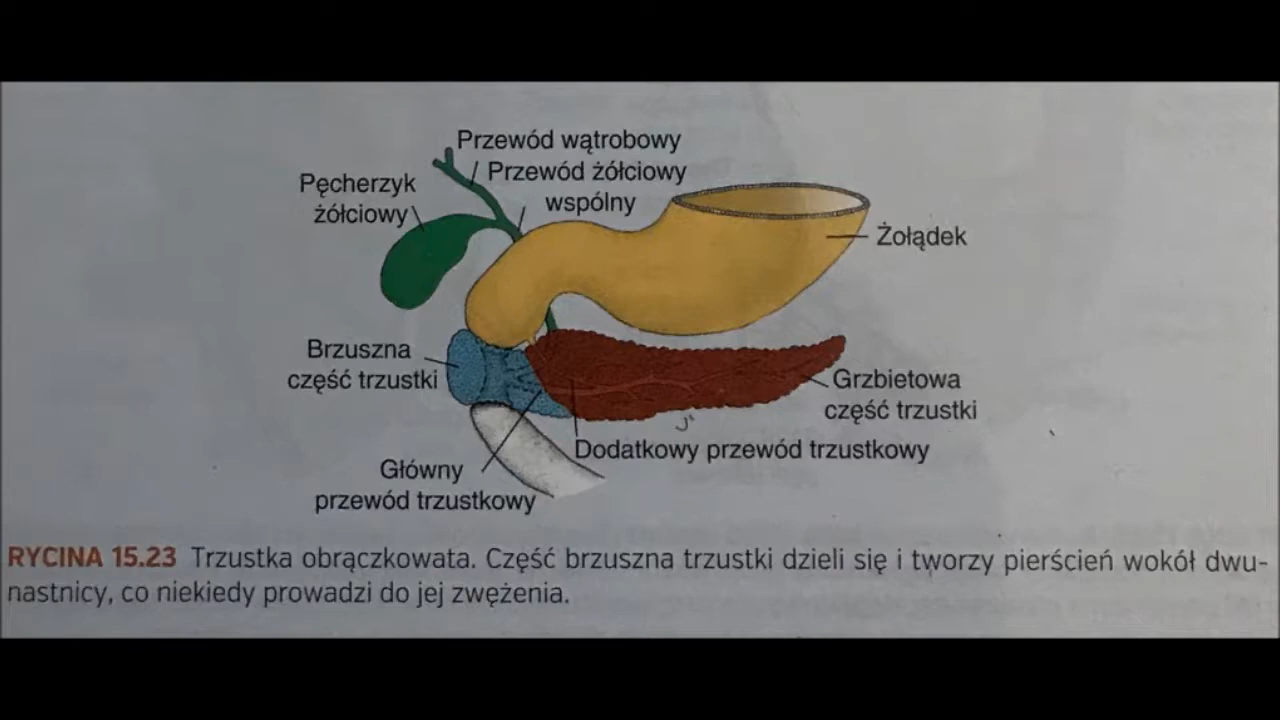 Przewód wątrobowy
Przewód żółciowy
wspólny
Pęcherzyk
żółciowy
Żołądek
Brzuszna
część trzustki
Grzbietowa
część trzustki
Dodatkowy przewód trzustkowy
Główny
przewód trzustkowy
RYCINA 15.23 Trzustka obrączkowata. Część brzuszna trzustki dzieli się i tworzy pierścień wokół dwu-
nastnicy, co niekiedy prowadzi do jej zwężenia.